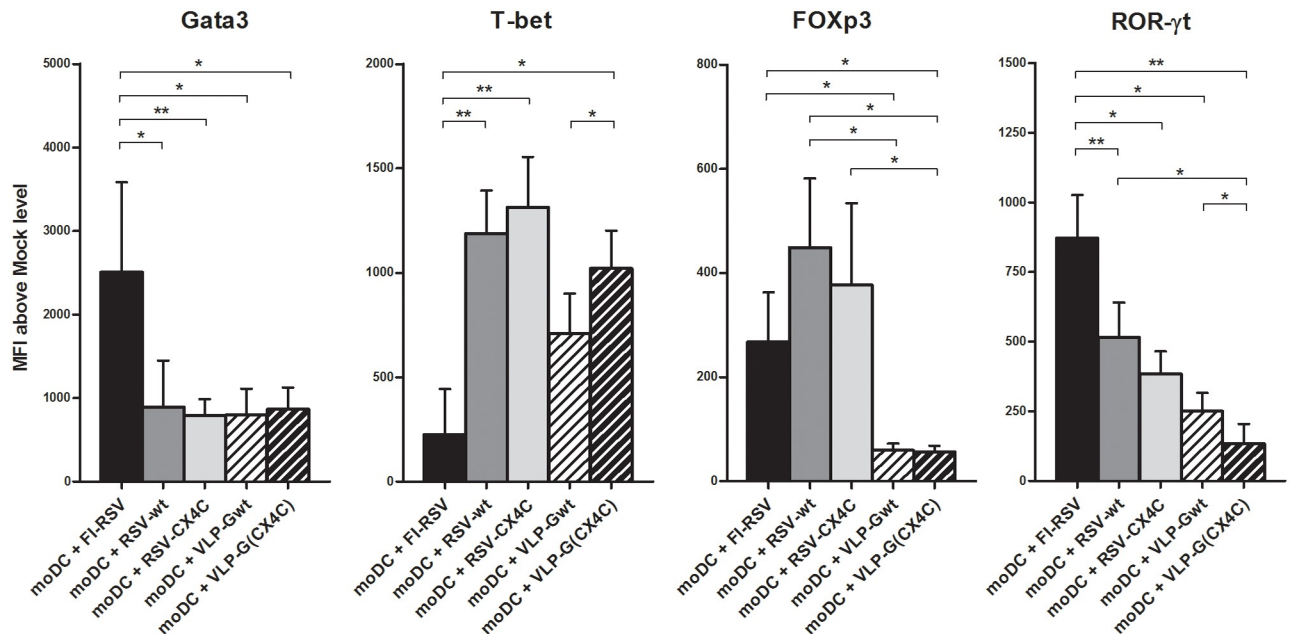 Gata3
T-bet
FOXp3
ROR-γt
MFI above Mock level
5000
4000
3000
2000
1000
0
*
*
**
*
moDC + FI-RSV
moDC + RSV-wt
moDC + RSV-CX4C
moDC + VLP-Gwt
moDC + VLP-G(CX4C)
2000
1500
1000
500
0
*
**
**
*
moDC + FI-RSV
moDC + RSV-wt
moDC + RSV-CX4C
moDC + VLP-Gwt
moDC + VLP-G(CX4C)
800
600
400
200
0
*
*
*
*
*
moDC + FI-RSV
moDC + RSV-wt
moDC + RSV-CX4C
moDC + VLP-Gwt
moDC + VLP-G(CX4C)
1500
1250
1000
750
500
250
0
**
*
*
**
*
*
moDC + FI-RSV
moDC + RSV-wt
moDC + RSV-CX4C
moDC + VLP-Gwt
moDC + VLP-G(CX4C)